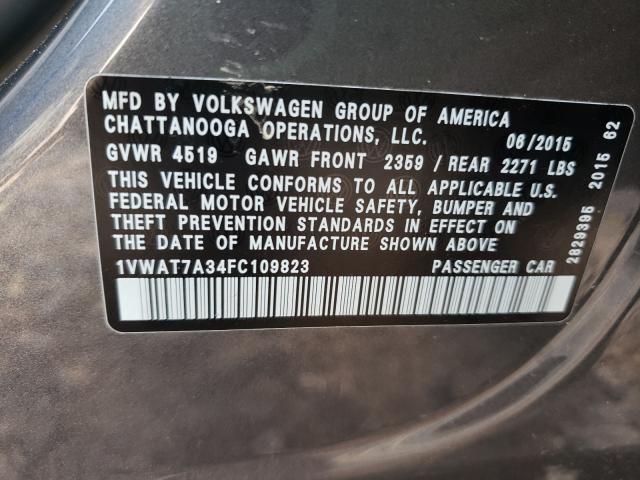 MFD BY VOLKSWAGEN GROUP OF AMERICA
CHATTANOOGA OPERATIONS, LLC. 06/2015
GVWR 4519 GAWR FRONT 2359 / REAR 2271 LBS
THIS VEHICLE CONFORMS TO ALL APPLICABLE U.S.
FEDERAL MOTOR VEHICLE SAFETY, BUMPER AND
THEFT PREVENTION STANDARDS IN EFFECT ON
THE DATE OF MANUFACTURE SHOWN ABOVE
1VWAT7A34FC109823 PASSENGER CAR
2829395 2015 62